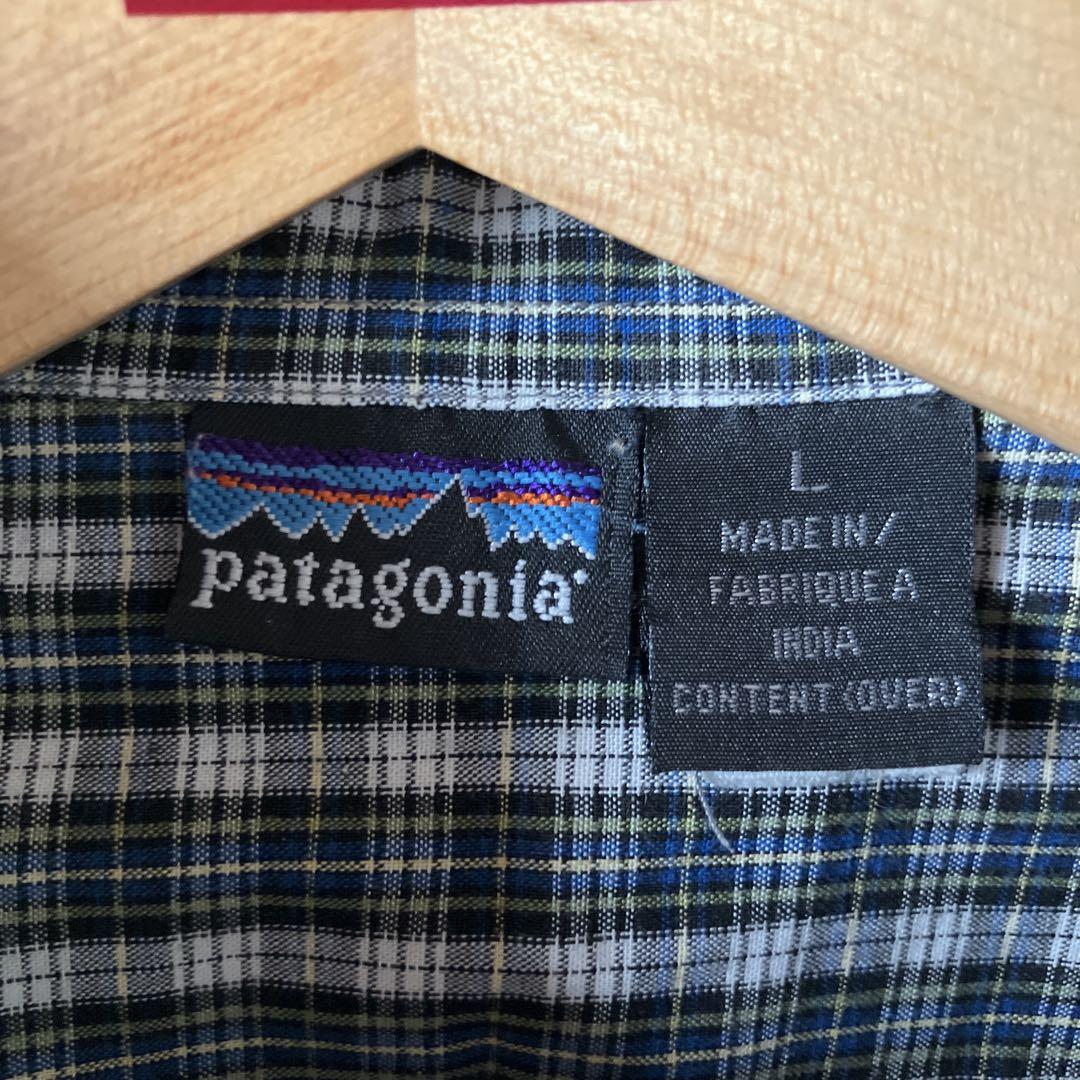 patagonia®
L
MADE IN /
FABRIQUE A
INDIA
CONTENT (OVER)